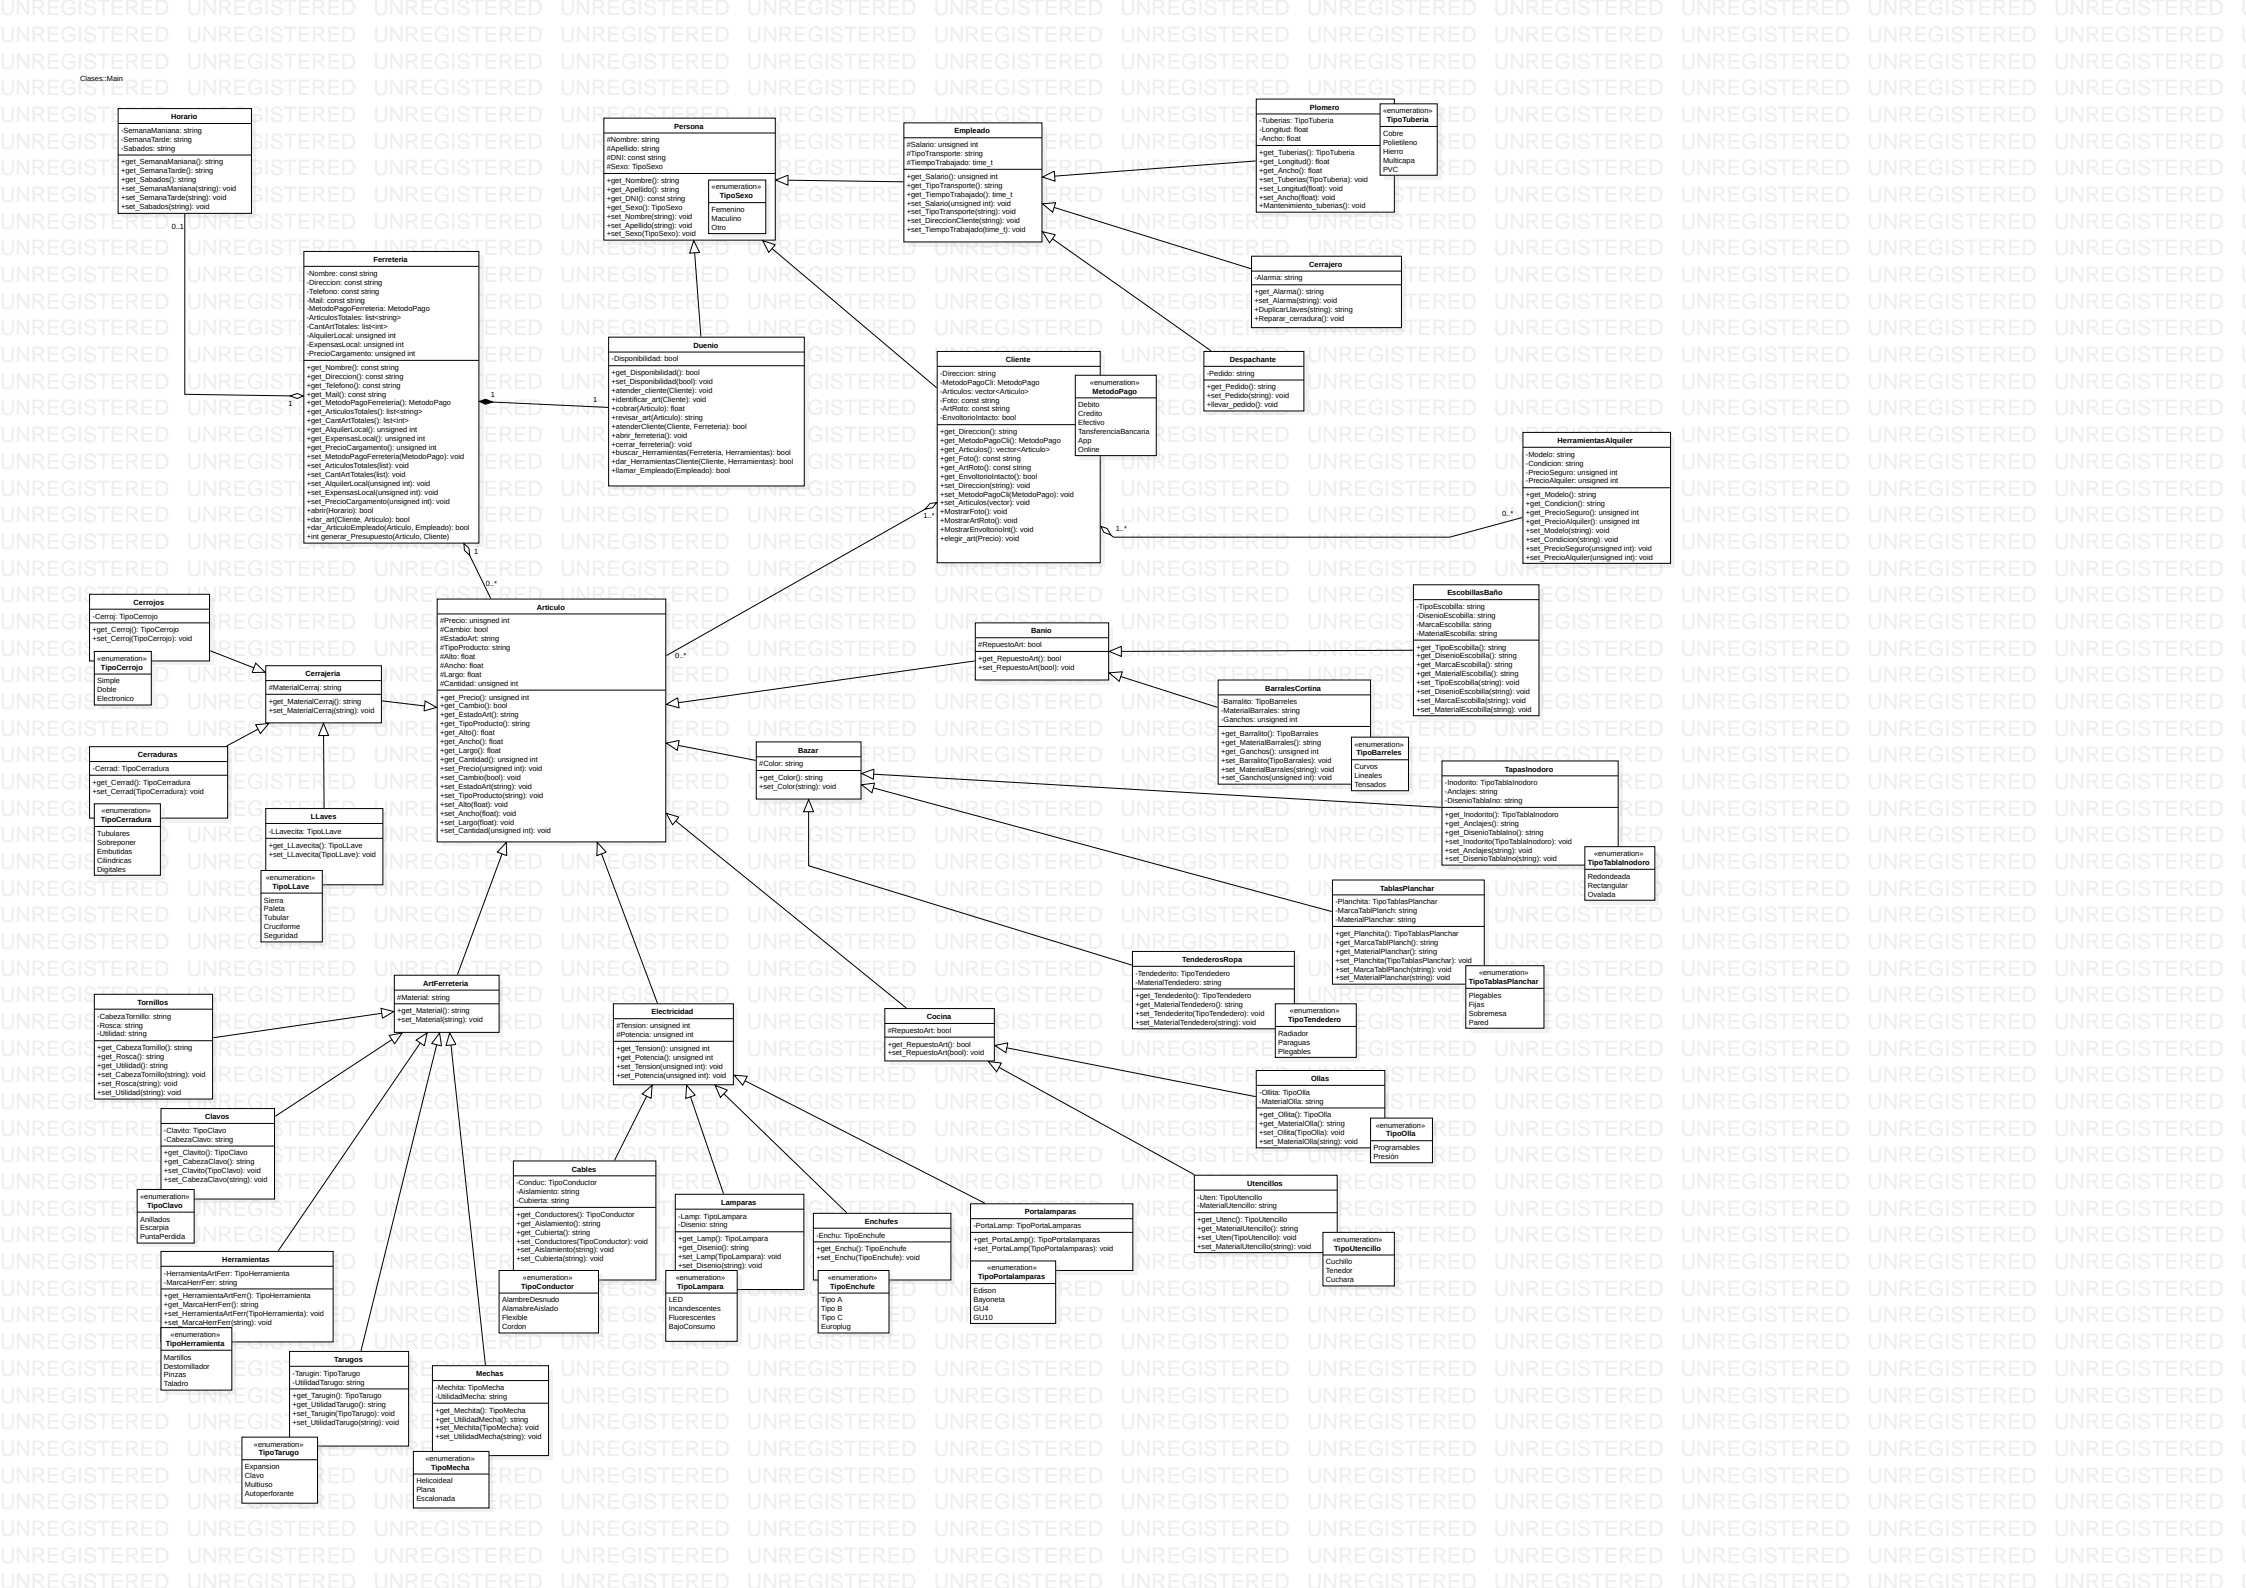 Clases::Main
Horario
-SemanaManiana: string
-SemanaTarde: string
-Sabados: string
+get_SemanaManiana(): string
+get_SemanaTarde(): string
+get_Sabados(): string
+set_SemanaManiana(string): void
+set_SemanaTarde(string): void
+set_Sabados(string): void
0..1
1
Ferreteria
-Nombre: const string
-Direccion: const string
-Telefono: const string
-Mail: const string
-MetodoPagoFerreteria: MetodoPago
-ArticulosTotales: list<string>
-CantArtTotales: list<int>
-AlquilerLocal: unsigned int
-ExpensasLocal: unsigned int
-PrecioCargamento: unsigned int
+get_Nombre(): const string
+get_Direccion(): const string
+get_Telefono(): const string
+get_Mail(): const string
+get_MetodoPagoFerreteria(): MetodoPago
+get_ArticulosTotales(): list<string>
+get_CantArtTotales(): list<int>
+get_AlquilerLocal(): unsigned int
+get_ExpensasLocal(): unsigned int
+get_PrecioCargamento(): unsigned int
+set_MetodoPagoFerreteria(MetodoPago): void
+set_ArticulosTotales(list): void
+set_CantArtTotales(list): void
+set_AlquilerLocal(unsigned int): void
+set_ExpensasLocal(unsigned int): void
+set_PrecioCargamento(unsigned int): void
+abrir(Horario): bool
+dar_art(Cliente, Articulo): bool
+dar_ArticuloEmpleado(Articulo, Empleado): bool
+int generar_Presupuesto(Articulo, Cliente)
1
1
1
0..*
Persona
#Nombre: string
#Apellido: string
#DNI: const string
#Sexo: TipoSexo
+get_Nombre(): string
+get_Apellido(): string
+get_DNI(): const string
+get_Sexo(): TipoSexo
+set_Nombre(string): void
+set_Apellido(string): void
+set_Sexo(TipoSexo): void
«enumeration»
TipoSexo
Femenino
Maculino
Otro
Empleado
#Salario: unsigned int
#TipoTransporte: string
#TiempoTrabajado: time_t
+get_Salario(): unsigned int
+get_TipoTransporte(): string
+get_TiempoTrabajado(): time_t
+set_Salario(unsigned int): void
+set_TipoTransporte(string): void
+set_DireccionCliente(string): void
+set_TiempoTrabajado(time_t): void
Plomero
-Tuberias: TipoTuberia
-Longitud: float
-Ancho: float
+get_Tuberias(): TipoTuberia
+get_Longitud(): float
+get_Ancho(): float
+set_Tuberias(TipoTuberia): void
+set_Longitud(float): void
+set_Ancho(float): void
+Mantenimiento_tuberias(): void
«enumeration»
TipoTuberia
Cobre
Polietileno
Hierro
Multicapa
PVC
Cerrajero
-Alarma: string
+get_Alarma(): string
+set_Alarma(string): void
+DuplicarLlaves(string): string
+Reparar_cerradura(): void
Despachante
-Pedido: string
+get_Pedido(): string
+set_Pedido(string): void
+llevar_pedido(): void
Duenio
-Disponibilidad: bool
+get_Disponibilidad(): bool
+set_Disponibilidad(bool): void
+atender_cliente(Cliente): void
+identificar_art(Cliente): void
+cobrar(Articulo): float
+revisar_art(Articulo): string
+atenderCliente(Cliente, Ferreteria): bool
+abrir_ferreteria(): void
+cerrar_ferreteria(): void
+buscar_Herramientas(Ferreteria, Herramientas): bool
+dar_HerramientasCliente(Cliente, Herramientas): bool
+llamar_Empleado(Empleado): bool
Cliente
-Direccion: string
-MetodoPagoCli: MetodoPago
-Articulos: vector<Articulo>
-Foto: const string
-ArtRoto: const string
-EnvoltorioIntacto: bool
+get_Direccion(): string
+get_MetodoPagoCli(): MetodoPago
+get_Articulos(): vector<Articulo>
+get_Foto(): const string
+get_ArtRoto(): const string
+get_EnvoltorioIntacto(): bool
+set_Direccion(string): void
+set_MetodoPagoCli(MetodoPago): void
+set_Articulos(vector): void
+MostrarFoto(): void
+MostrarArtRoto(): void
+MostrarEnvoltorioInt(): void
+elegir_art(Precio): void
«enumeration»
MetodoPago
Debito
Credito
Efectivo
TansferenciaBancaria
App
Online
1..*
0..*
1..*
0..*
HerramientasAlquiler
-Modelo: string
-Condicion: string
-PrecioSeguro: unsigned int
-PrecioAlquiler: unsigned int
+get_Modelo(): string
+get_Condicion(): string
+get_PrecioSeguro(): unsigned int
+get_PrecioAlquiler(): unsigned int
+set_Modelo(string): void
+set_Condicion(string): void
+set_PrecioSeguro(unsigned int): void
+set_PrecioAlquiler(unsigned int): void
Cerrojos
-Cerroj: TipoCerrojo
+get_Cerroj(): TipoCerrojo
+set_Cerroj(TipoCerrojo): void
«enumeration»
TipoCerrojo
Simple
Doble
Electronico
Cerrajeria
#MaterialCerraj: string
+get_MaterialCerraj(): string
+set_MaterialCerraj(string): void
Cerraduras
-Cerrad: TipoCerradura
+get_Cerrad(): TipoCerradura
+set_Cerrad(TipoCerradura): void
«enumeration»
TipoCerradura
Tubulares
Sobreponer
Embutidas
Cilindricas
Digitales
LLaves
-LLavecita: TipoLLave
+get_LLavecita(): TipoLLave
+set_LLavecita(TipoLLave): void
«enumeration»
TipoLLave
Sierra
Paleta
Tubular
Cruciforme
Seguridad
Articulo
#Precio: unisgned int
#Cambio: bool
#EstadoArt: string
#TipoProducto: string
#Alto: float
#Ancho: float
#Largo: float
#Cantidad: unsigned int
+get_Precio(): unsigned int
+get_Cambio(): bool
+get_EstadoArt(): string
+get_TipoProducto(): string
+get_Alto(): float
+get_Ancho(): float
+get_Largo(): float
+get_Cantidad(): unsigned int
+set_Precio(unsigned int): void
+set_Cambio(bool): void
+set_EstadoArt(string): void
+set_TipoProducto(string): void
+set_Alto(float): void
+set_Ancho(float): void
+set_Largo(float): void
+set_Cantidad(unsigned int): void
Banio
#RepuestoArt: bool
+get_RepuestoArt(): bool
+set_RepuestoArt(bool): void
EscobillasBaño
-TipoEscobilla: string
-DisenioEscobilla: string
-MarcaEscobilla: string
-MaterialEscobilla: string
+get_TipoEscobilla(): string
+get_DisenioEscobilla(): string
+get_MarcaEscobilla(): string
+get_MaterialEscobilla(): string
+set_TipoEscobilla(string): void
+set_DisenioEscobilla(string): void
+set_MarcaEscobilla(string): void
+set_MaterialEscobilla(string): void
BarralesCortina
-Barralito: TipoBarreles
-MaterialBarrales: string
-Ganchos: unsigned int
+get_Barralito(): TipoBarrales
+get_MaterialBarrales(): string
+get_Ganchos(): unsigned int
+set_Barralito(TipoBarrales): void
+set_MaterialBarrales(string): void
+set_Ganchos(unsigned int): void
«enumeration»
TipoBarreles
Curvos
Lineales
Tensados
Bazar
#Color: string
+get_Color(): string
+set_Color(string): void
TapasInodoro
-Inodorito: TipoTablaInodoro
-Anclajes: string
-DisenioTablaIno: string
+get_Inodorito(): TipoTablaInodoro
+get_Anclajes(): string
+get_DisenioTablaIno(): string
+set_Inodorito(TipoTablaInodoro): void
+set_Anclajes(string): void
+set_DisenioTablaIno(string): void
«enumeration»
TipoTablaInodoro
Redondeada
Rectangular
Ovalada
TablasPlanchar
-Planchita: TipoTablasPlanchar
-MarcaTablPlanch: string
-MaterialPlanchar: string
+get_Planchita(): TipoTablasPlanchar
+get_MarcaTablPlanch(): string
+get_MaterialPlanchar(): string
+set_Planchita(TipoTablasPlanchar): void
+set_MarcaTablPlanch(string): void
+set_MaterialPlanchar(string): void
«enumeration»
TipoTablasPlanchar
Plegables
Fijas
Sobremesa
Pared
TendederosRopa
-Tendederito: TipoTendedero
-MaterialTendedero: string
+get_Tendederito(): TipoTendedero
+get_MaterialTendedero(): string
+set_Tendederito(TipoTendedero): void
+set_MaterialTendedero(string): void
«enumeration»
TipoTendedero
Radiador
Paraguas
Plegables
ArtFerreteria
#Material: string
+get_Material(): string
+set_Material(string): void
Tornillos
-CabezaTornillo: string
-Rosca: string
-Utilidad: string
+get_CabezaTornillo(): string
+get_Rosca(): string
+get_Utilidad(): string
+set_CabezaTornillo(string): void
+set_Rosca(string): void
+set_Utilidad(string): void
Clavos
-Clavito: TipoClavo
-CabezaClavo: string
+get_Clavito(): TipoClavo
+get_CabezaClavo(): string
+set_Clavito(TipoClavo): void
+set_CabezaClavo(string): void
«enumeration»
TipoClavo
Anillados
Escarpia
PuntaPerdida
Herramientas
-HerramientaArtFerr: TipoHerramienta
-MarcaHerrFerr: string
+get_HerramientaArtFerr(): TipoHerramienta
+get_MarcaHerrFerr(): string
+set_HerramientaArtFerr(TipoHerramienta): void
+set_MarcaHerrFerr(string): void
«enumeration»
TipoHerramienta
Martillos
Destornillador
Pinzas
Taladro
Tarugos
-Tarugin: TipoTarugo
-UtilidadTarugo: string
+get_Tarugin(): TipoTarugo
+get_UtilidadTarugo(): string
+set_Tarugin(TipoTarugo): void
+set_UtilidadTarugo(string): void
«enumeration»
TipoTarugo
Expansion
Clavo
Multiuso
Autoperforante
Mechas
-Mechita: TipoMecha
-UtilidadMecha: string
+get_Mechita(): TipoMecha
+get_UtilidadMecha(): string
+set_Mechita(TipoMecha): void
+set_UtilidadMecha(string): void
«enumeration»
TipoMecha
Helicoideal
Plana
Escalonada
Electricidad
#Tension: unsigned int
#Potencia: unsigned int
+get_Tension(): unsigned int
+get_Potencia(): unsigned int
+set_Tension(unsigned int): void
+set_Potencia(unsigned int): void
Cables
-Conduc: TipoConductor
-Aislamiento: string
-Cubierta: string
+get_Conductores(): TipoConductor
+get_Aislamiento(): string
+get_Cubierta(): string
+set_Conductores(TipoConductor): void
+set_Aislamiento(string): void
+set_Cubierta(string): void
«enumeration»
TipoConductor
AlambreDesnudo
AlamabreAislado
Flexible
Cordon
Lamparas
-Lamp: TipoLampara
-Disenio: string
+get_Lamp(): TipoLampara
+get_Disenio(): string
+set_Lamp(TipoLampara): void
+set_Disenio(string): void
«enumeration»
TipoLampara
LED
Incandescentes
Fluorescentes
BajoConsumo
Enchufes
-Enchu: TipoEnchufe
+get_Enchu(): TipoEnchufe
+set_Enchu(TipoEnchufe): void
«enumeration»
TipoEnchufe
Tipo A
Tipo B
Tipo C
Europlug
Portalamparas
-PortaLamp: TipoPortaLamparas
+get_PortaLamp(): TipoPortalamparas
+set_PortaLamp(TipoPortalamparas): void
«enumeration»
TipoPortalamparas
Edison
Bayoneta
GU4
GU10
Cocina
#RepuestoArt: bool
+get_RepuestoArt(): bool
+set_RepuestoArt(bool): void
Ollas
-Ollita: TipoOlla
-MaterialOlla: string
+get_Ollita(): TipoOlla
+get_MaterialOlla(): string
+set_Ollita(TipoOlla): void
+set_MaterialOlla(string): void
«enumeration»
TipoOlla
Programables
Presión
Utencillos
-Uten: TipoUtencillo
-MaterialUtencillo: string
+get_Utenc(): TipoUtencillo
+get_MaterialUtencillo(): string
+set_Uten(TipoUtencillo): void
+set_MaterialUtencillo(string): void
«enumeration»
TipoUtencillo
Cuchillo
Tenedor
Cuchara